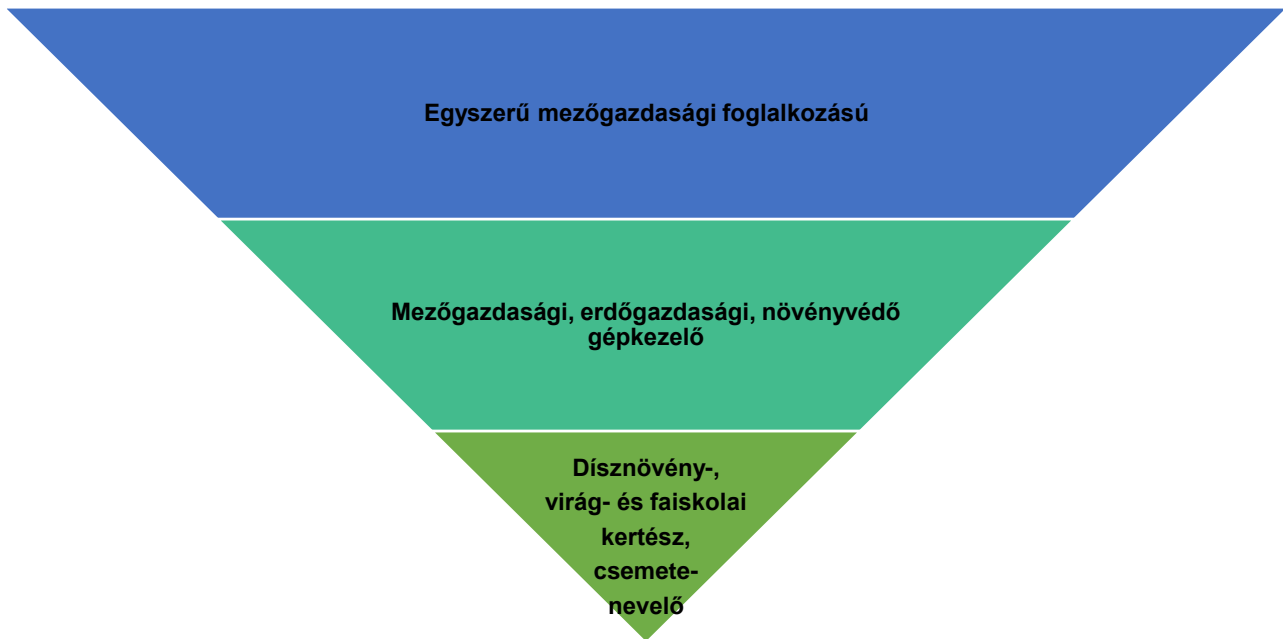 Egyszerű mezőgazdasági foglalkozású
Mezőgazdasági, erdőgazdasági, növényvédő
gépkezelő
Dísznövény-,
virág- és faiskolai
kertész,
csemete-
nevelő